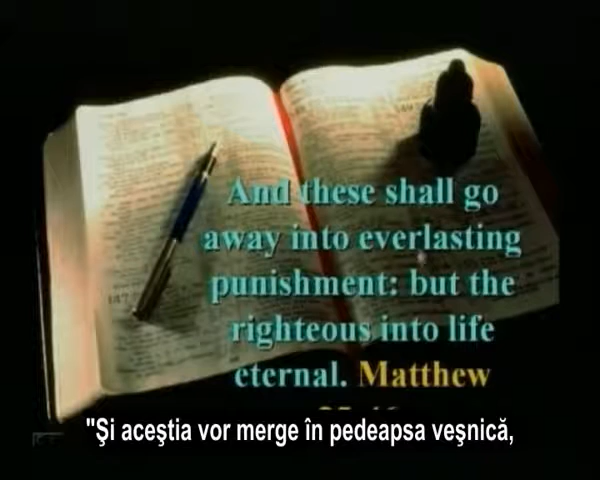 And these shall go
away into everlasting
punishment: but the
righteous into life
eternal. Matthew
"Şi aceştia vor merge în pedeapsa veşnică,